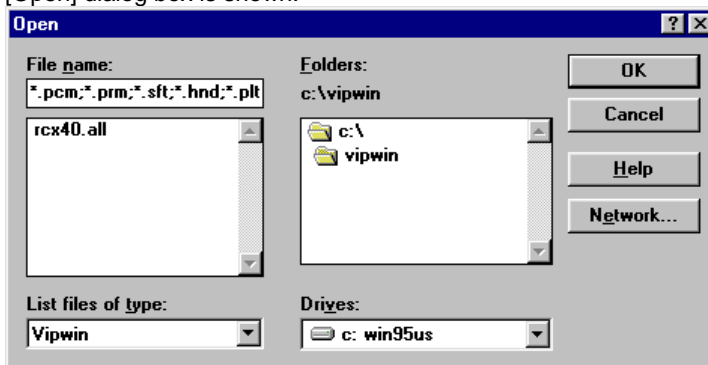 [Open] dialog box is shown.
Open
File name:
*.pcm;*.prm;*.sft;*.hnd;*.plt
rcx40.all
List files of type:
Vipwin
Folders:
c:\vipwin
c:\
vipwin
Drives:
c: win95us
OK
Cancel
Help
Network...